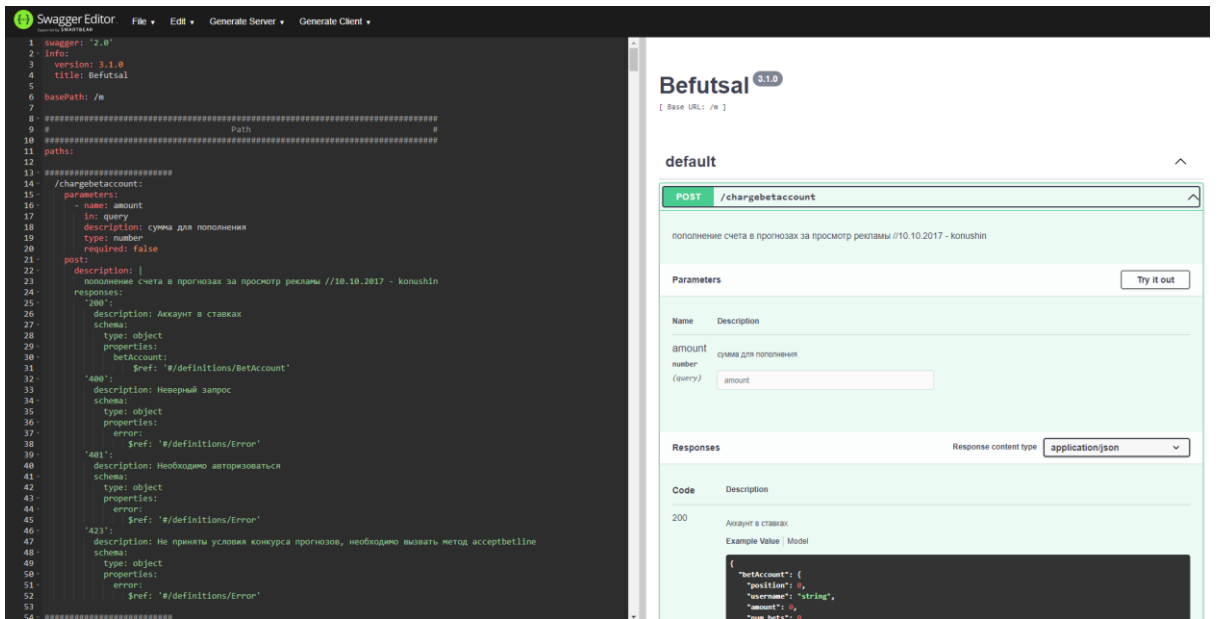 Swagger Editor. File ▾ Edit ▾ Generate Server ▾ Generate Client ▾
Supported by SMARTBEAR
1 swagger: '2.0'
2 info:
3 version: 3.1.0
4 title: Befutsal
5
6 basePath: /m
7
8 ################################################################################
9 # Path #
10 ################################################################################
11 paths:
12
13 ##########################
14 /chargebetaccount:
15 parameters:
16 - name: amount
17 in: query
18 description: сумма для пополнения
19 type: number
20 required: false
21 post:
22 description: |
23 пополнение счета в прогнозах за просмотр рекламы //10.10.2017 - konushin
24 responses:
25 '200':
26 description: Аккаунт в ставках
27 schema:
28 type: object
29 properties:
30 betAccount:
31 $ref: '#/definitions/BetAccount'
32 '400':
33 description: Неверный запрос
34 schema:
35 type: object
36 properties:
37 error:
38 $ref: '#/definitions/Error'
39 '401':
40 description: Необходимо авторизоваться
41 schema:
42 type: object
43 properties:
44 error:
45 $ref: '#/definitions/Error'
46 '423':
47 description: Не приняты условия конкурса прогнозов, необходимо вызвать метод acceptbetline
48 schema:
49 type: object
50 properties:
51 error:
52 $ref: '#/definitions/Error'
53
54 ##########################
Befutsal 3.1.0
[ Base URL: /m ]
default
POST /chargebetaccount
пополнение счета в прогнозах за просмотр рекламы //10.10.2017 - konushin
Parameters Try it out
Name Description
amount сумма для пополнения
number
(query) amount
Responses Response content type application/json
Code Description
200 Аккаунт в ставках
Example Value Model
{
"betAccount": {
"position": 0,
"username": "string",
"amount": 0,
"num_bets": 0